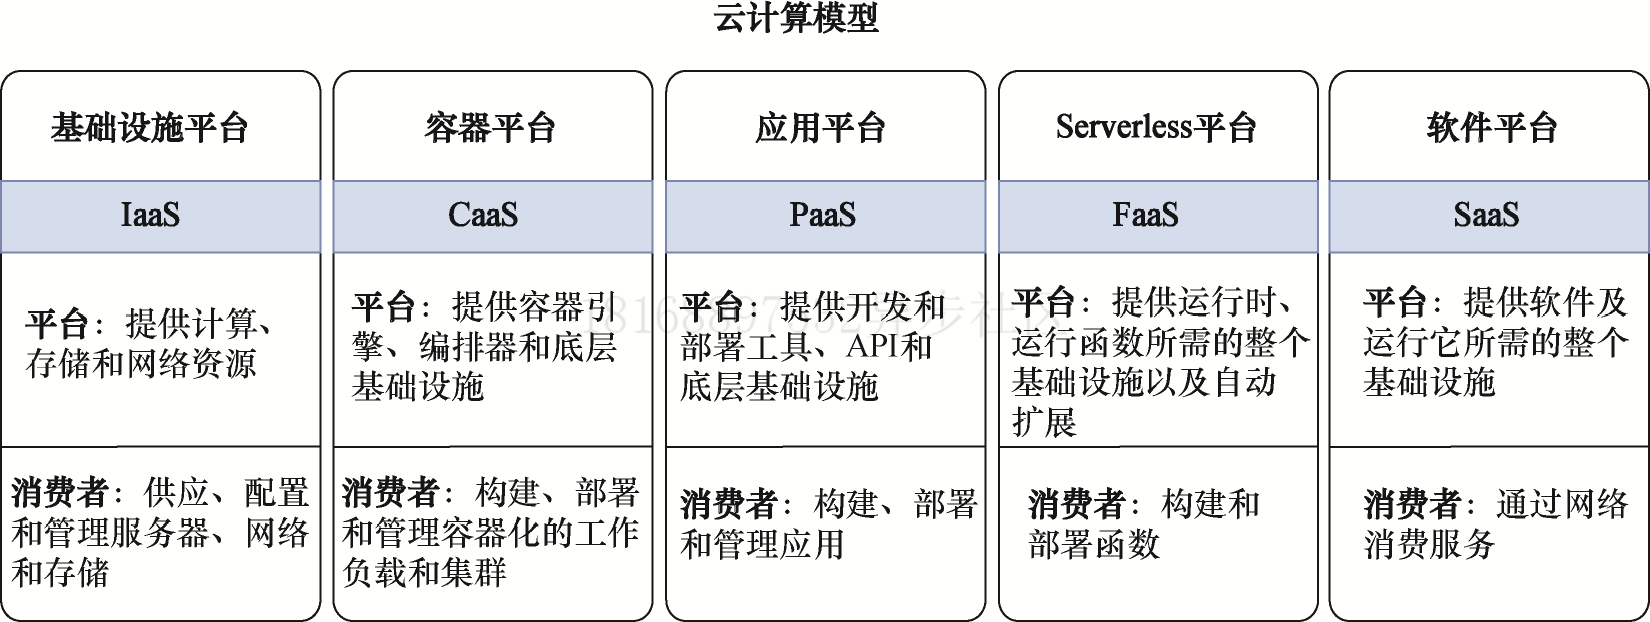 云计算模型
基础设施平台
IaaS
平台：提供计算、
存储和网络资源
消费者：供应、配置
和管理服务器、网络
和存储
容器平台
CaaS
平台：提供容器引
擎、编排器和底层
基础设施
消费者：构建、部署
和管理容器化的工作
负载和集群
应用平台
PaaS
平台：提供开发和
部署工具、API和
底层基础设施
消费者：构建、部署
和管理应用
Serverless平台
FaaS
平台：提供运行时、
运行函数所需的整个
基础设施以及自动
扩展
消费者：构建和
部署函数
软件平台
SaaS
平台：提供软件及
运行它所需的整个
基础设施
消费者：通过网络
消费服务